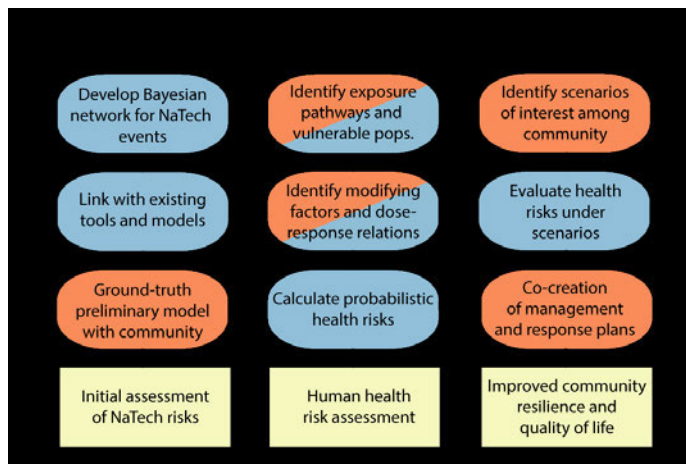 Develop Bayesian
network for NaTech
events
Identify exposure
pathways and
vulnerable pops.
Identify scenarios
of interest among
community
Link with existing
tools and models
Identify modifying
factors and dose-
response relations
Evaluate health
risks under
scenarios
Ground-truth
preliminary model
with community
Calculate probabilistic
health risks
Co-creation
of management
and response plans
Initial assessment
of NaTech risks
Human health
risk assessment
Improved community
resilience and
quality of life